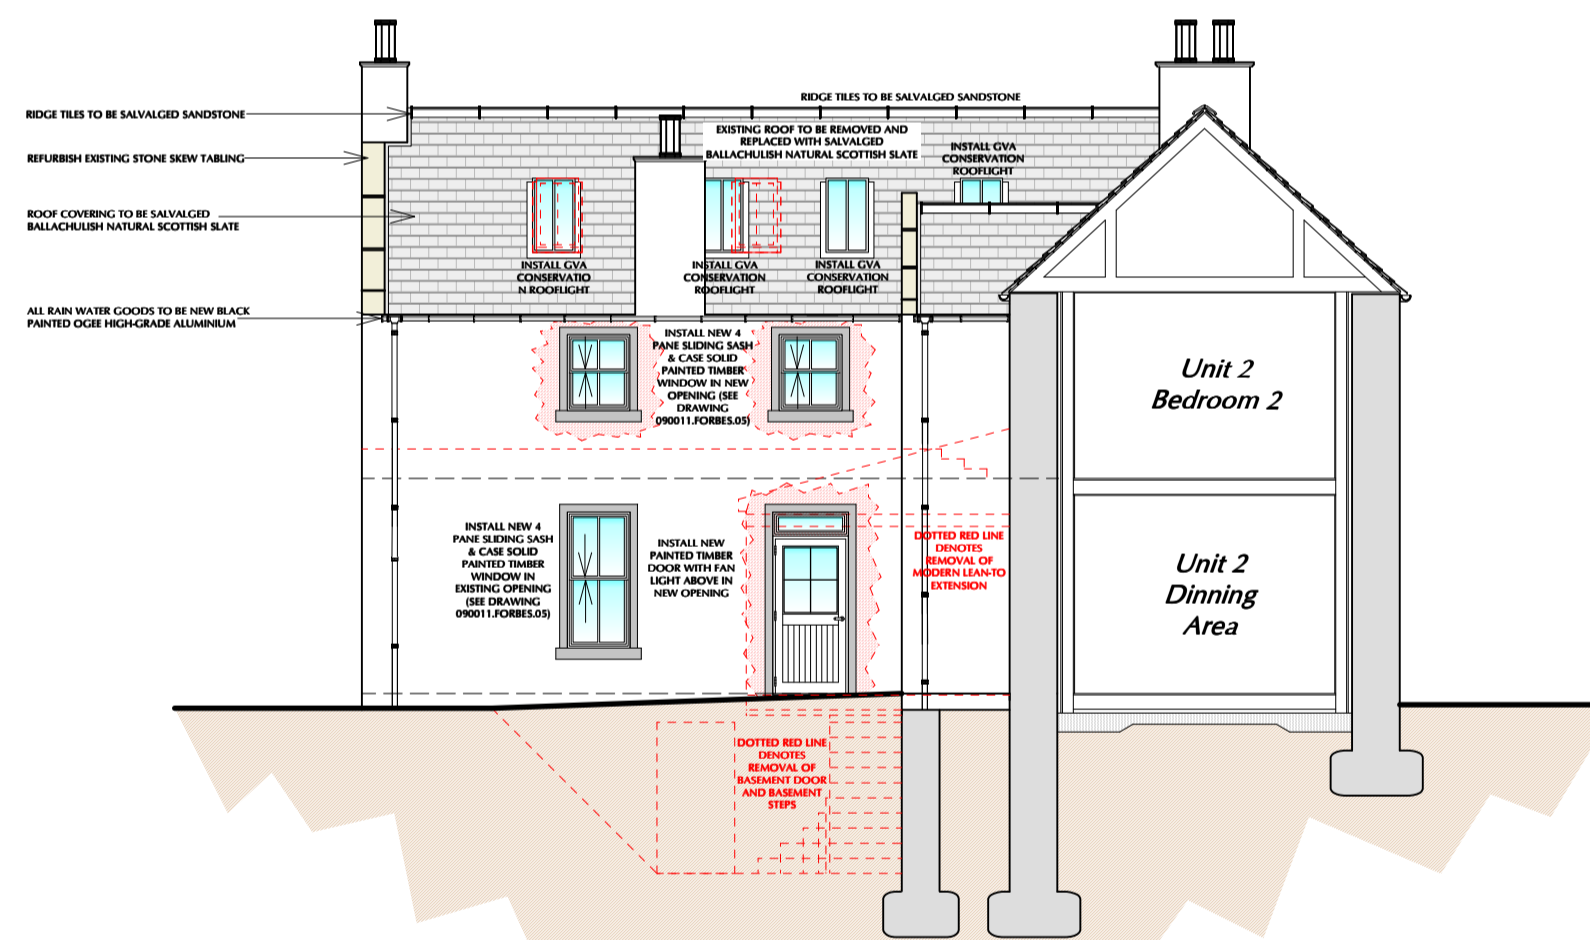 RIDGE TILES TO BE SALVALGED SANDSTONE
RIDGE TILES TO BE SALVALGED SANDSTONE
EXISTING ROOF TO BE REMOVED AND
REPLACED WITH SALVALGED
BALLACHULISH NATURAL SCOTTISH SLATE
INSTALL GVA
CONSERVATION
ROOFLIGHT
REFURBISH EXISTING STONE SKEW TABLING
ROOF COVERING TO BE SALVALGED
BALLACHULISH NATURAL SCOTTISH SLATE
INSTALL GVA
CONSERVATIO
N ROOFLIGHT
INSTALL GVA
CONSERVATION
ROOFLIGHT
INSTALL GVA
CONSERVATION
ROOFLIGHT
ALL RAIN WATER GOODS TO BE NEW BLACK
PAINTED OGEE HIGH-GRADE ALUMINIUM
INSTALL NEW 4
PANE SLIDING SASH
& CASE SOLID
PAINTED TIMBER
WINDOW IN NEW
OPENING (SEE
DRAWING
090011.FORBES.05)
Unit 2
Bedroom 2
INSTALL NEW 4
PANE SLIDING SASH
& CASE SOLID
PAINTED TIMBER
WINDOW IN
EXISTING OPENING
(SEE DRAWING
090011.FORBES.05)
INSTALL NEW
PAINTED TIMBER
DOOR WITH FAN
LIGHT ABOVE IN
NEW OPENING
DOTTED RED LINE
DENOTES
REMOVAL OF
MODERN LEAN-TO
EXTENSION
Unit 2
Dinning
Area
DOTTED RED LINE
DENOTES
REMOVAL OF
BASEMENT DOOR
AND BASEMENT
STEPS